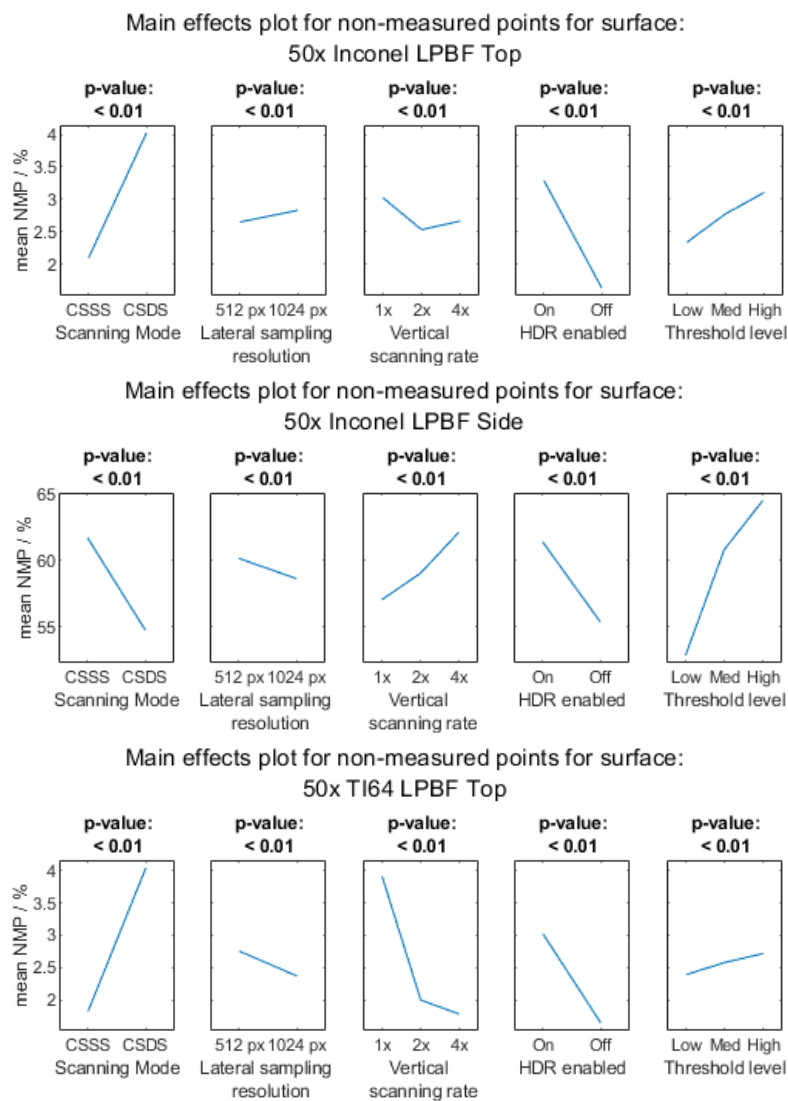 Main effects plot for non-measured points for surface:
50x Inconel LPBF Top
p-value: p-value: p-value: p-value: p-value:
< 0.01 < 0.01 < 0.01 < 0.01 < 0.01
4
3.5
3
2.5
2
mean NMP / %
CSSS CSDS 512 px 1024 px 1x 2x 4x On Off Low Med High
Scanning Mode Lateral sampling Vertical HDR enabled Threshold level
resolution scanning rate
Main effects plot for non-measured points for surface:
50x Inconel LPBF Side
p-value: p-value: p-value: p-value: p-value:
< 0.01 < 0.01 < 0.01 < 0.01 < 0.01
65
60
55
mean NMP / %
CSSS CSDS 512 px 1024 px 1x 2x 4x On Off Low Med High
Scanning Mode Lateral sampling Vertical HDR enabled Threshold level
resolution scanning rate
Main effects plot for non-measured points for surface:
50x TI64 LPBF Top
p-value: p-value: p-value: p-value: p-value:
< 0.01 < 0.01 < 0.01 < 0.01 < 0.01
4
3.5
3
2.5
2
mean NMP / %
CSSS CSDS 512 px 1024 px 1x 2x 4x On Off Low Med High
Scanning Mode Lateral sampling Vertical HDR enabled Threshold level
resolution scanning rate